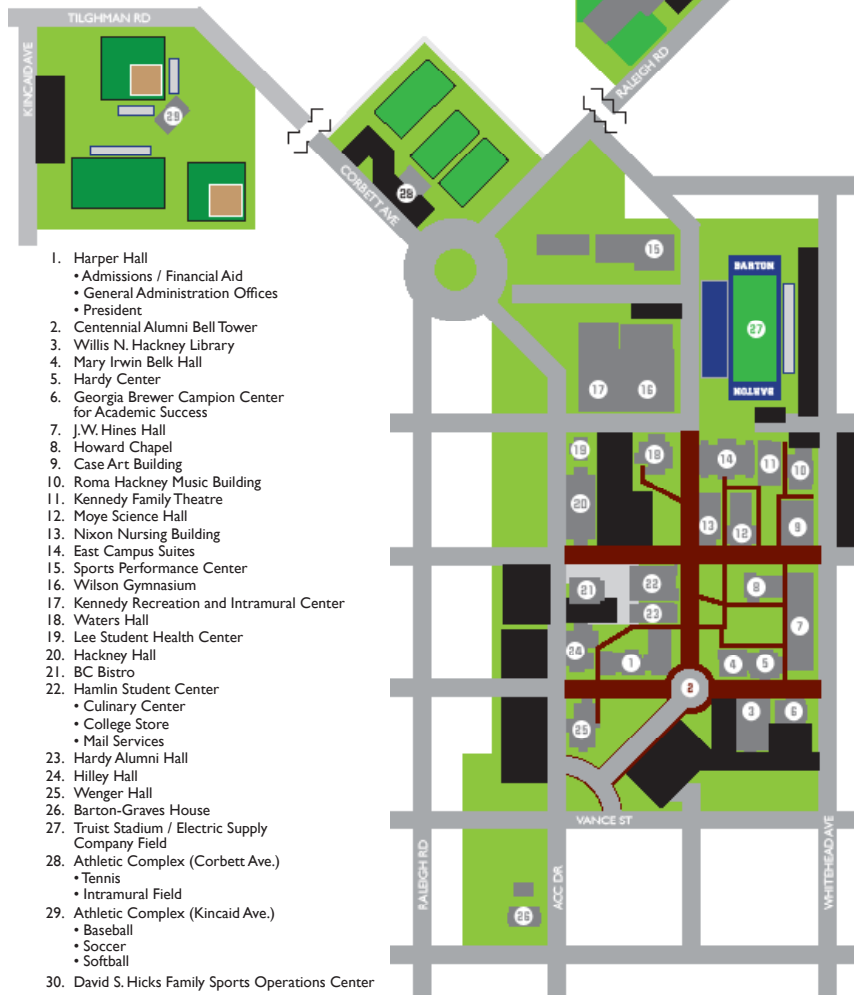 TILGHMAN RD
KINCAID AVE
RALEIGH RD
29
CORBETT AVE
28
15
BARTON
27
BARTON
17
16
1. Harper Hall
• Admissions / Financial Aid
• General Administration Offices
• President
2. Centennial Alumni Bell Tower
3. Willis N. Hackney Library
4. Mary Irwin Belk Hall
5. Hardy Center
6. Georgia Brewer Campion Center
for Academic Success
7. J.W. Hines Hall
8. Howard Chapel
9. Case Art Building
10. Roma Hackney Music Building
11. Kennedy Family Theatre
12. Moye Science Hall
13. Nixon Nursing Building
14. East Campus Suites
15. Sports Performance Center
16. Wilson Gymnasium
17. Kennedy Recreation and Intramural Center
18. Waters Hall
19. Lee Student Health Center
20. Hackney Hall
21. BC Bistro
22. Hamlin Student Center
• Culinary Center
• College Store
• Mail Services
23. Hardy Alumni Hall
24. Hilley Hall
25. Wenger Hall
26. Barton-Graves House
27. Truist Stadium / Electric Supply
Company Field
28. Athletic Complex (Corbett Ave.)
• Tennis
• Intramural Field
29. Athletic Complex (Kincaid Ave.)
• Baseball
• Soccer
• Softball
30. David S. Hicks Family Sports Operations Center
19
18
14
11
10
20
13
12
9
21
22
8
23
7
24
1
4
5
2
25
3
6
VANCE ST
RALEIGH RD
ACC DR
WHITEHEAD AVE
26